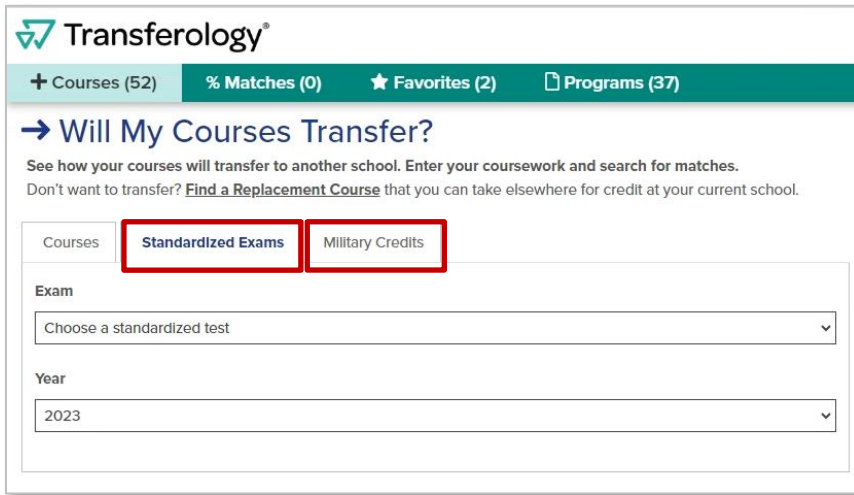 Transferology®
+ Courses (52) % Matches (0) ★ Favorites (2) Programs (37)
→ Will My Courses Transfer?
See how your courses will transfer to another school. Enter your coursework and search for matches.
Don't want to transfer? Find a Replacement Course that you can take elsewhere for credit at your current school.
Courses Standardized Exams Military Credits
Exam
Choose a standardized test
Year
2023